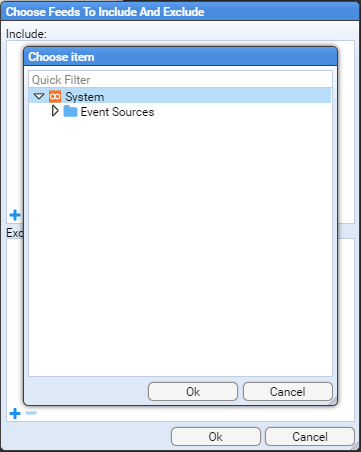 Choose Feeds To Include And Exclude
Include:
Choose item
Quick Filter
System
Event Sources
Exc
Ok Cancel
Ok Cancel